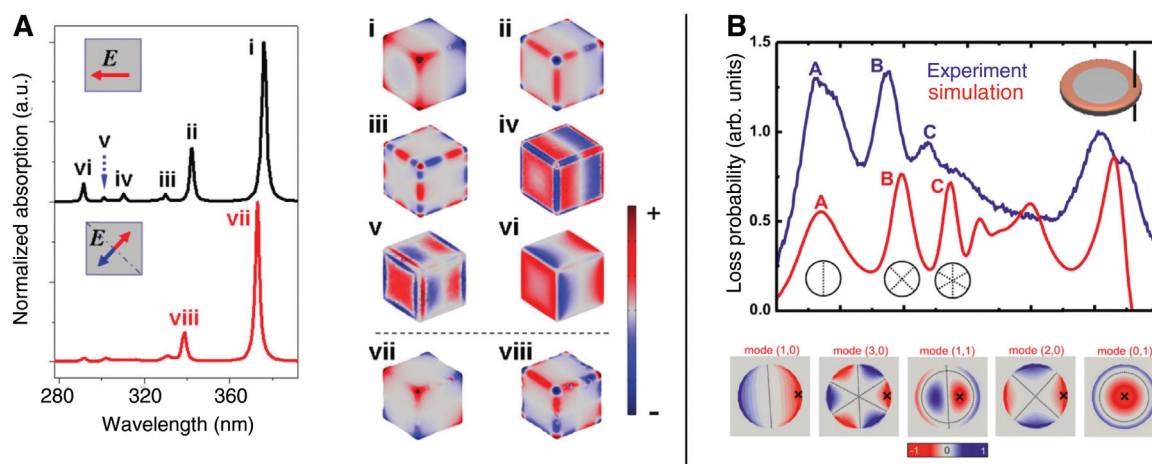 A
Normalized absorption (a.u.)
E
i
ii
iii
iv
v
vi
E
vii
viii
280 320 360
Wavelength (nm)
i
ii
iii
iv
v
vi
vii
viii
+
-
B
Loss probability (arb. units)
1.5
1.0
0.5
0.0
A
B
C
Experiment
simulation
A
B
C
mode (1,0) mode (3,0) mode (1,1) mode (2,0) mode (0,1)
-1 0 1